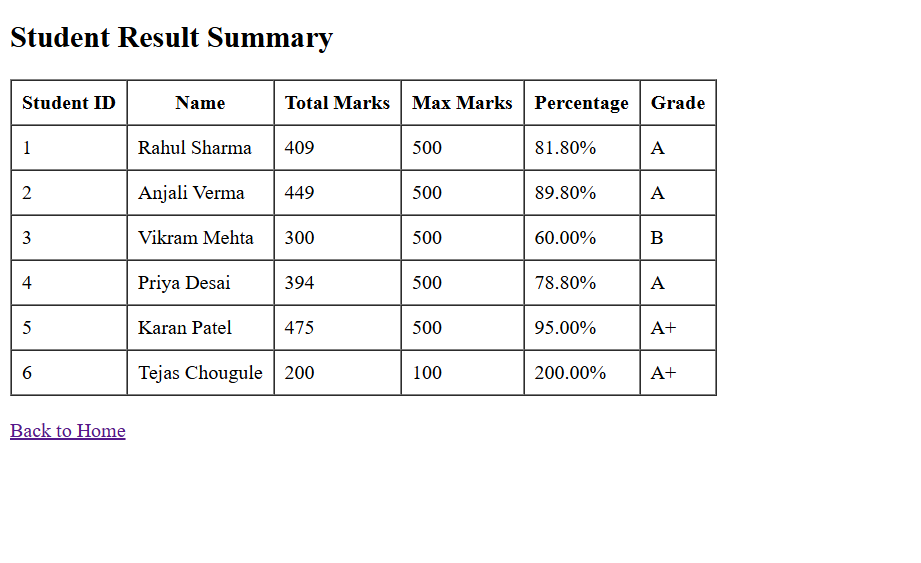 Student Result Summary
Student ID Name Total Marks Max Marks Percentage Grade
1 Rahul Sharma 409 500 81.80% A
2 Anjali Verma 449 500 89.80% A
3 Vikram Mehta 300 500 60.00% B
4 Priya Desai 394 500 78.80% A
5 Karan Patel 475 500 95.00% A+
6 Tejas Chougule 200 100 200.00% A+
Back to Home